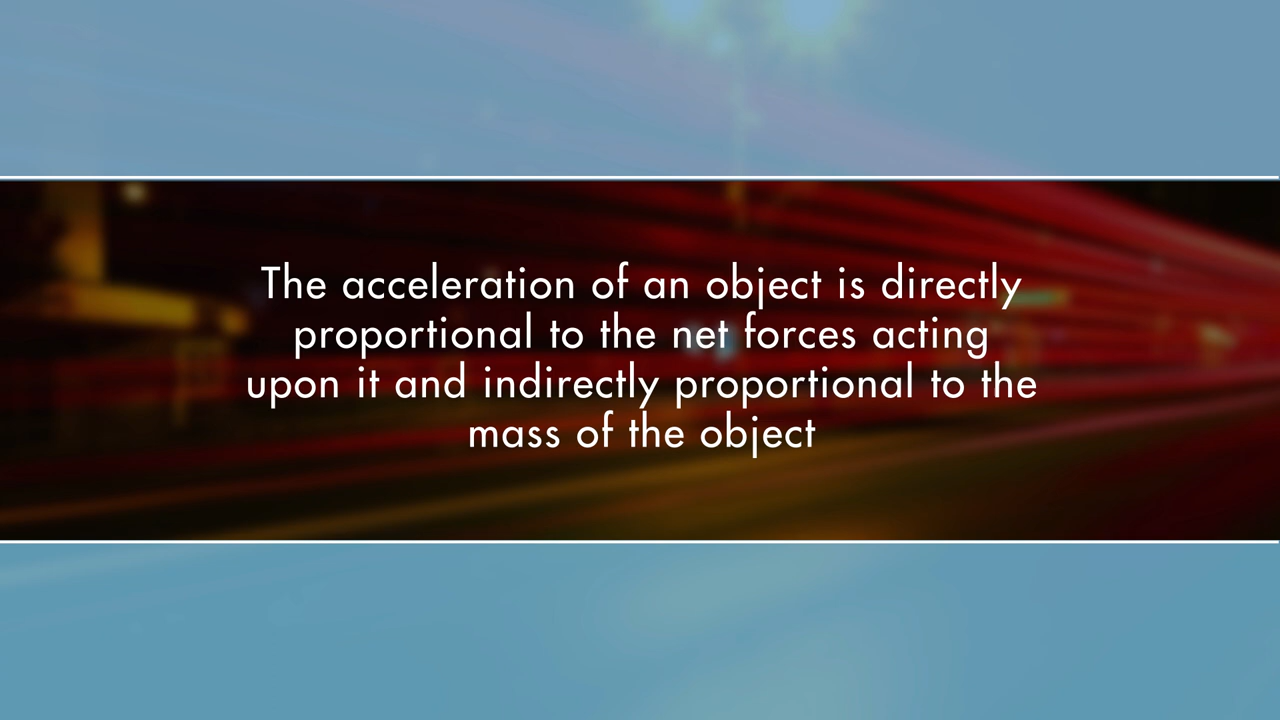 The acceleration of an object is directly
proportional to the net forces acting
upon it and indirectly proportional to the
mass of the object